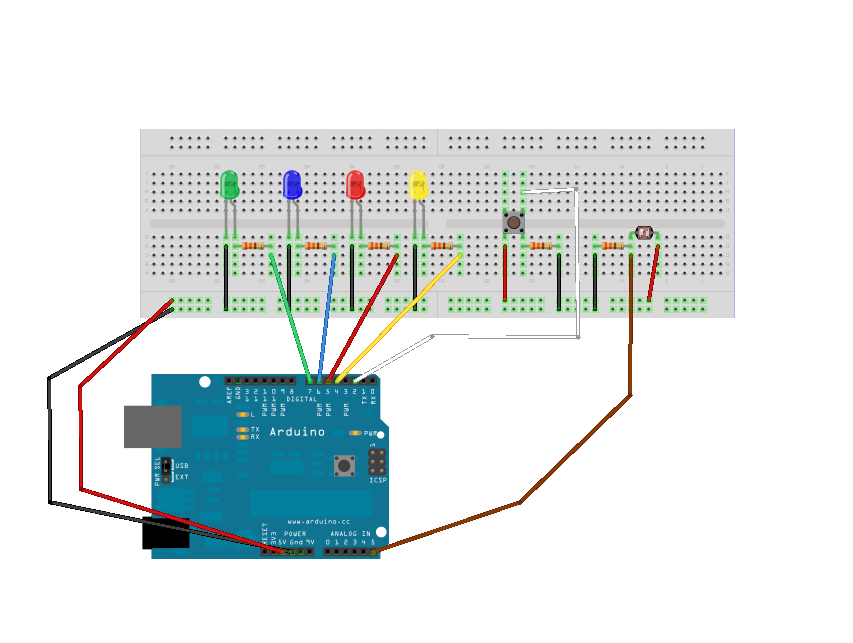 AREF
GND
13
12
PWM 11
PWM 10
PWM 9
8
7
PWM 6
PWM 5
4
PWM 3
2
TX 1
RX 0
DIGITAL
L
TX
RX
Arduino
PWR
PWR SEL
USB
EXT
ICSP
www.arduino.cc
POWER
ANALOG IN
RESET
3V3
5V Gnd 9V
0 1 2 3 4 5